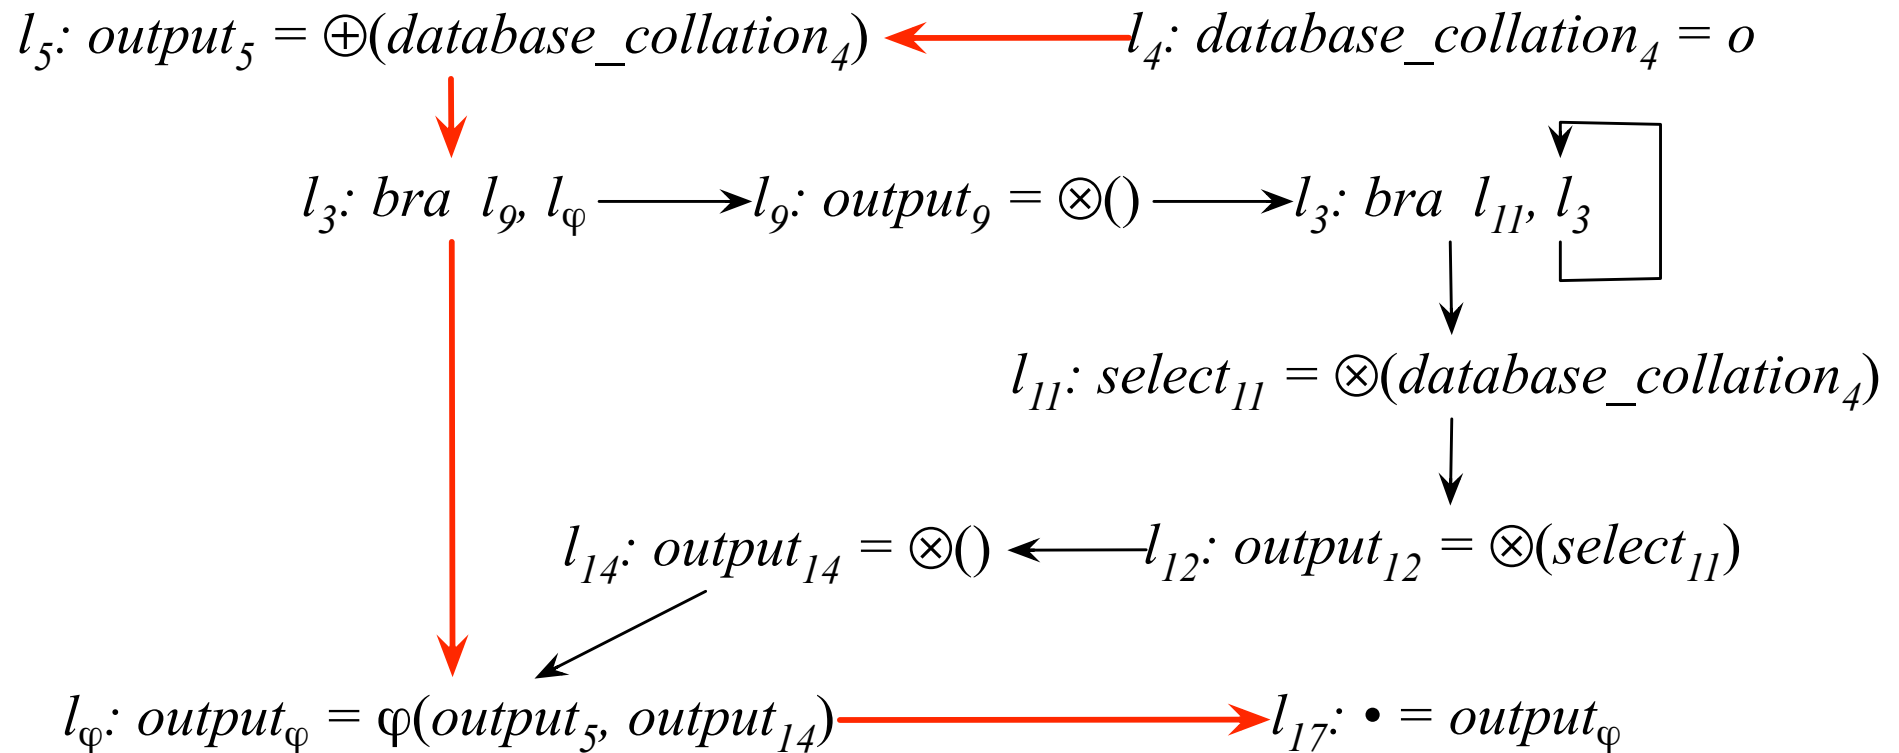 l₅: output₅ = ⊕(database_collation₄) l₄: database_collation₄ = o
l₃: bra l₉, lᵩ l₉: output₉ = ⊗() l₃: bra l₁₁, l₃
l₁₁: select₁₁ = ⊗(database_collation₄)
l₁₄: output₁₄ = ⊗() l₁₂: output₁₂ = ⊗(select₁₁)
lᵩ: outputᵩ = φ(output₅, output₁₄) l₁₇: • = outputᵩ